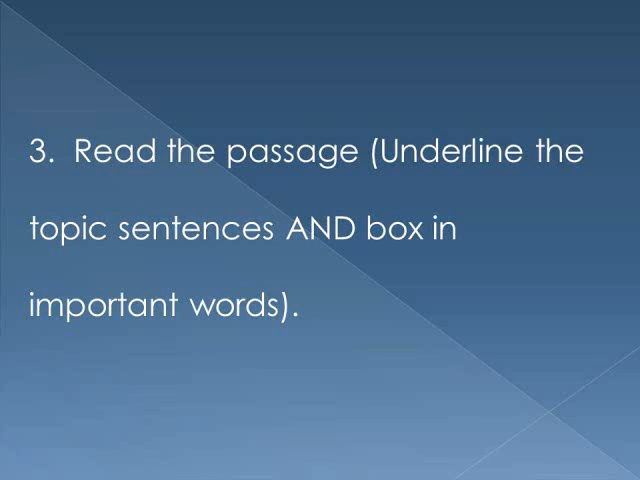 3. Read the passage (Underline the
topic sentences AND box in
important words).